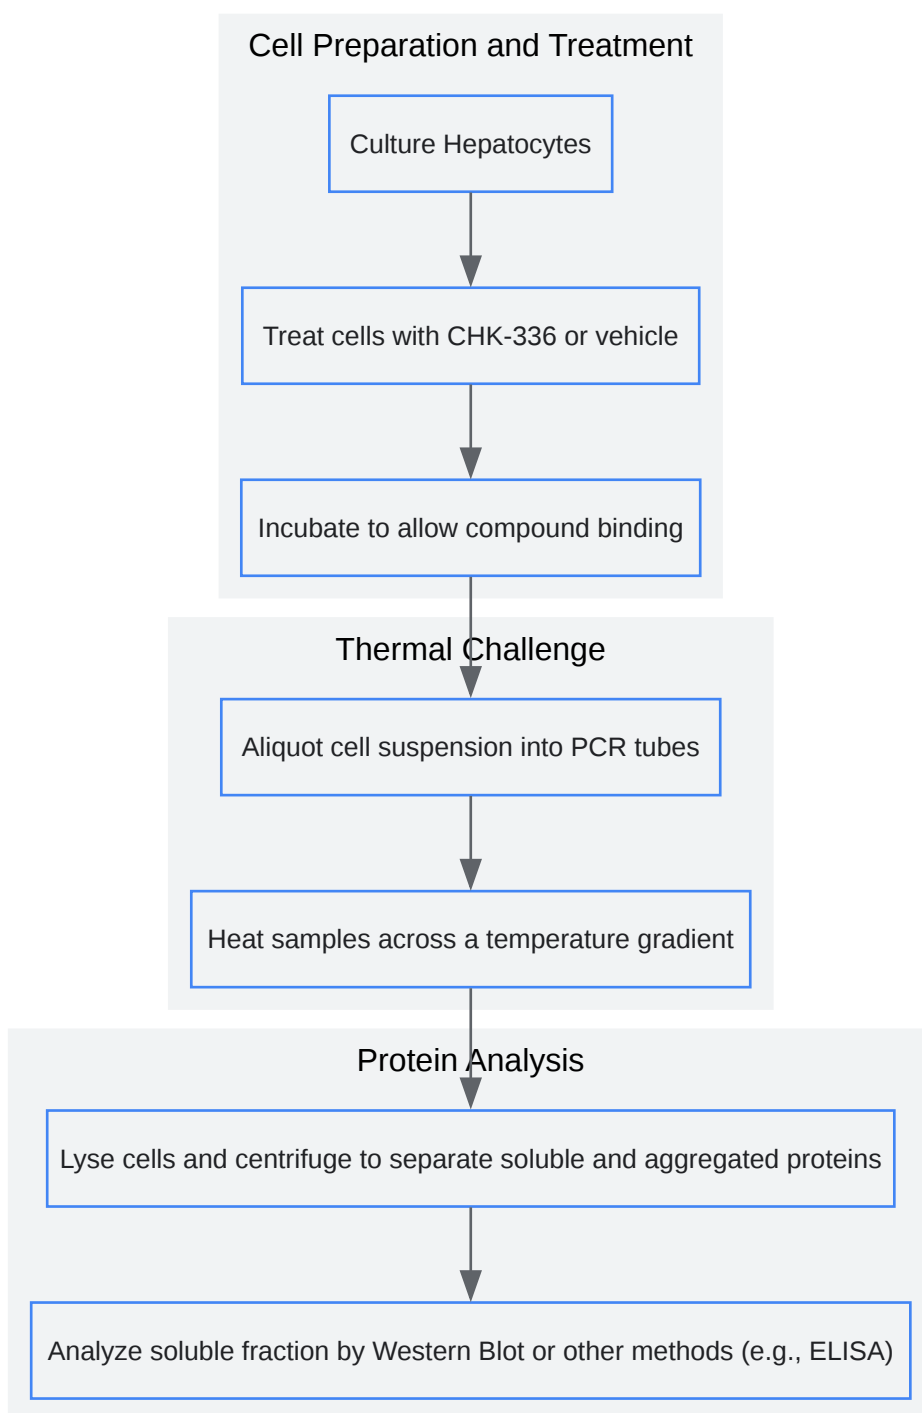 Cell Preparation and Treatment
Culture Hepatocytes
Treat cells with CHK-336 or vehicle
Incubate to allow compound binding
Thermal Challenge
Aliquot cell suspension into PCR tubes
Heat samples across a temperature gradient
Protein Analysis
Lyse cells and centrifuge to separate soluble and aggregated proteins
Analyze soluble fraction by Western Blot or other methods (e.g., ELISA)